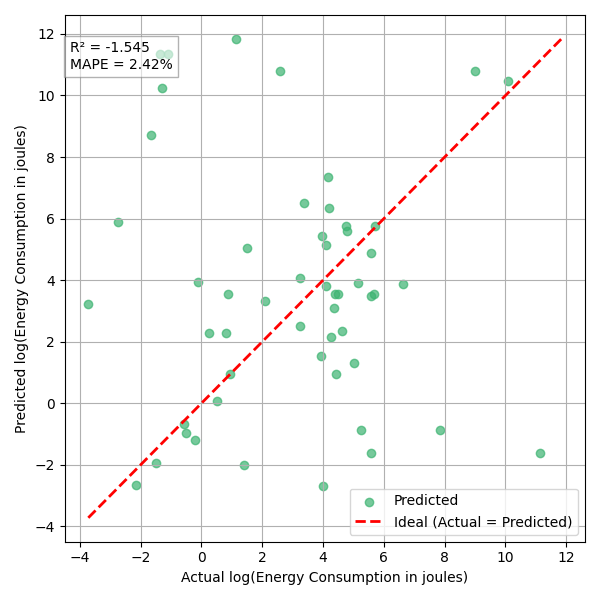 R² = -1.545
MAPE = 2.42%
12
10
8
6
4
2
0
−2
−4
Predicted log(Energy Consumption in joules)
Predicted
Ideal (Actual = Predicted)
−4 −2 0 2 4 6 8 10 12
Actual log(Energy Consumption in joules)